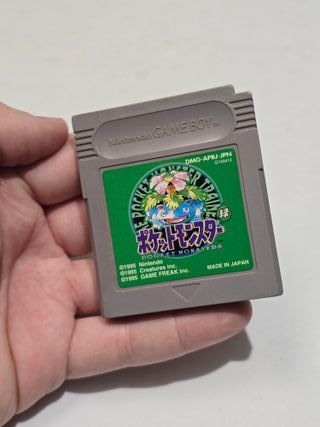 Nintendo GAME BOY™
DMG-APBJ-JPN
ポケットモンスター
緑
POCKET MONSTERS
©1995 Nintendo
©1995 Creatures inc.
©1995 GAME FREAK inc.
MADE IN JAPAN